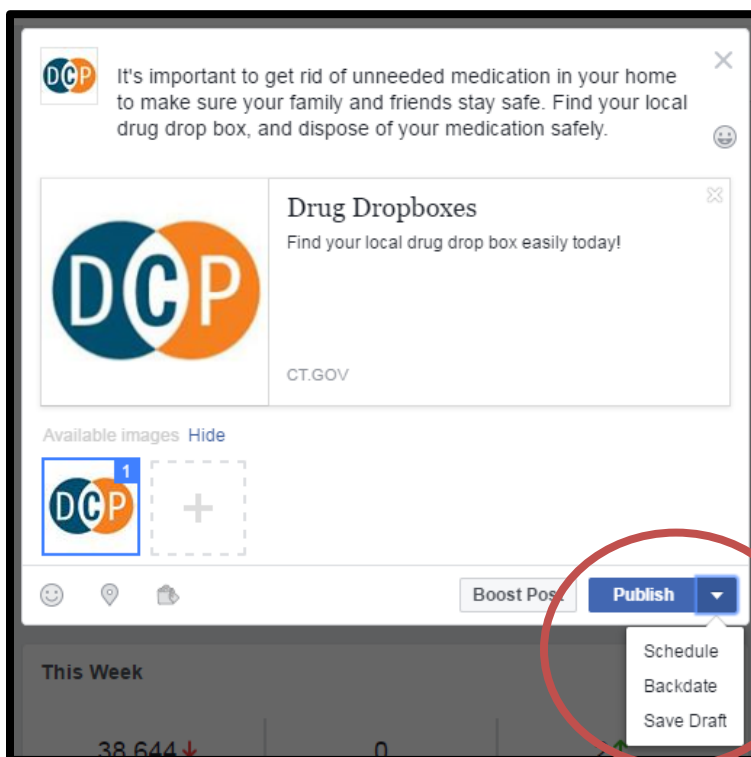 DCP
It's important to get rid of unneeded medication in your home
to make sure your family and friends stay safe. Find your local
drug drop box, and dispose of your medication safely.
DCP
Drug Dropboxes
Find your local drug drop box easily today!
CT.GOV
Available images Hide
1
DCP
Boost Post
Publish
Schedule
Backdate
Save Draft
This Week
38,644
0